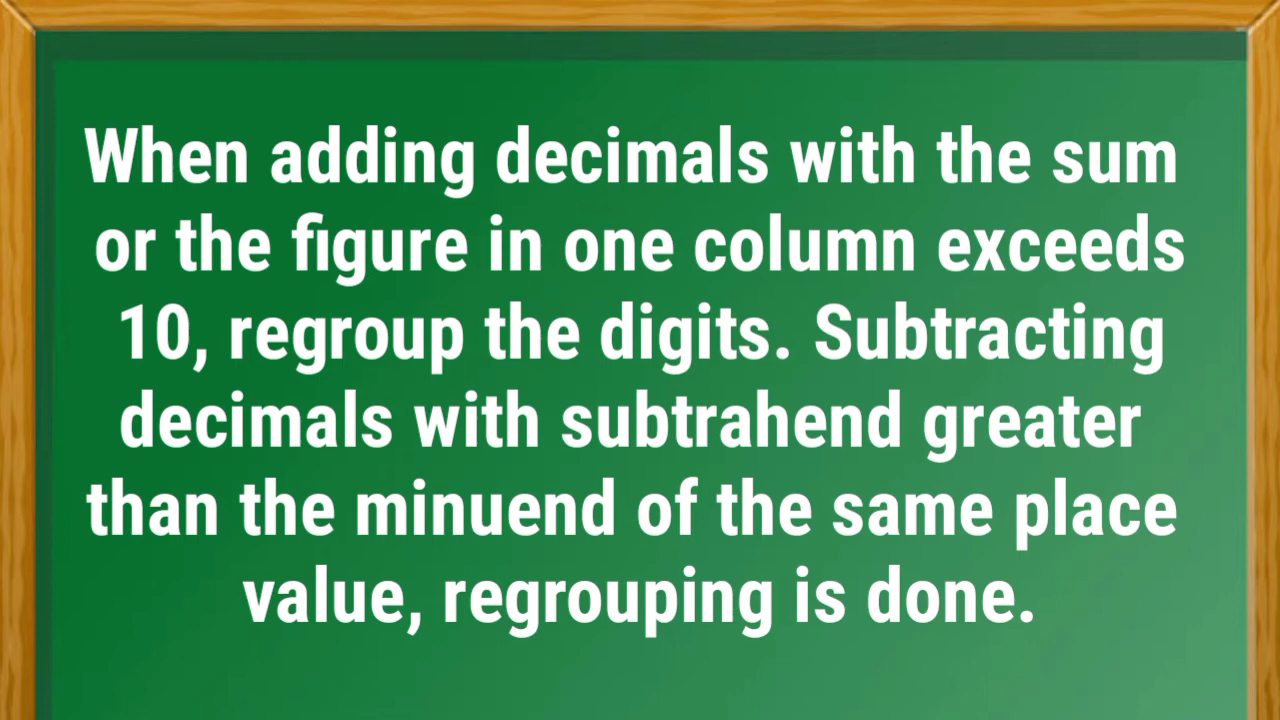 When adding decimals with the sum
or the figure in one column exceeds
10, regroup the digits. Subtracting
decimals with subtrahend greater
than the minuend of the same place
value, regrouping is done.